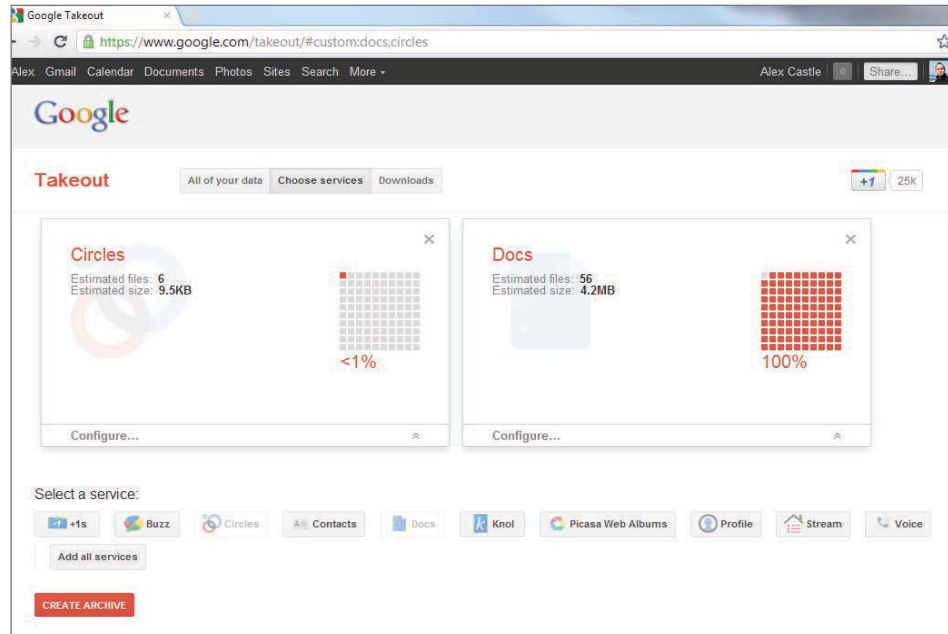 Google Takeout
https://www.google.com/takeout/#custom:docs,circles
Alex Gmail Calendar Documents Photos Sites Search More Alex Castle 0 Share...
Google
Takeout All of your data Choose services Downloads +1 25k
Circles
Estimated files: 6
Estimated size: 9.5KB
<1%
Configure...
Docs
Estimated files: 56
Estimated size: 4.2MB
100%
Configure...
Select a service:
+1 +1s Buzz Circles Contacts Docs k Knol Picasa Web Albums Profile Stream Voice
Add all services
CREATE ARCHIVE